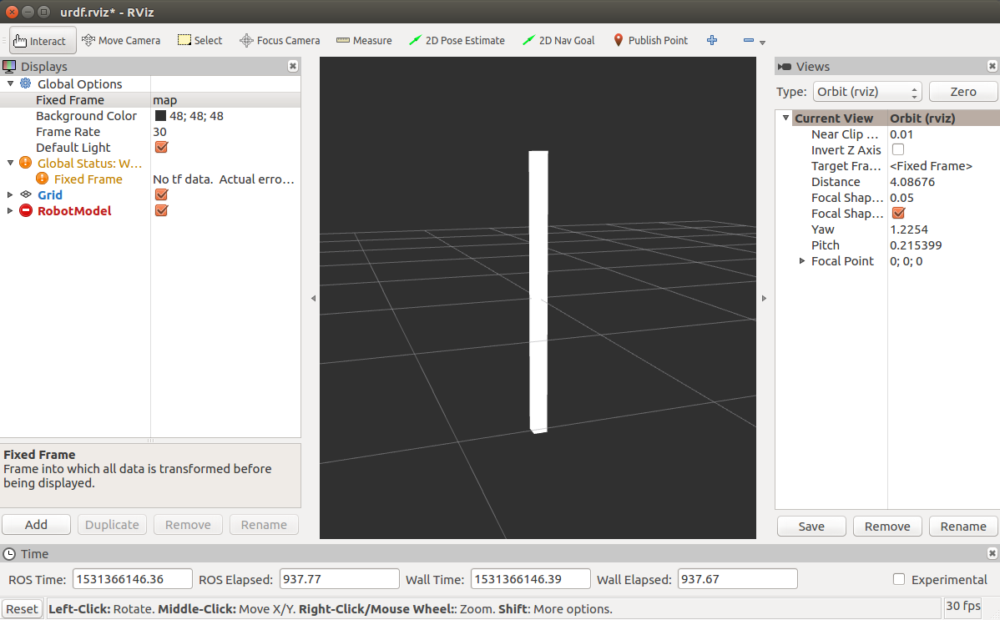 urdf.rviz* - RViz
Interact Move Camera Select Focus Camera Measure 2D Pose Estimate 2D Nav Goal Publish Point
Displays
Global Options
Fixed Frame map
Background Color 48; 48; 48
Frame Rate 30
Default Light
Global Status: W...
Fixed Frame No tf data.  Actual erro...
Grid
RobotModel
Fixed Frame
Frame into which all data is transformed before
being displayed.
Add Duplicate Remove Rename
Views
Type: Orbit (rviz) Zero
Current View Orbit (rviz)
Near Clip ... 0.01
Invert Z Axis
Target Fra... <Fixed Frame>
Distance 4.08676
Focal Shap... 0.05
Focal Shap...
Yaw 1.2254
Pitch 0.215399
Focal Point 0; 0; 0
Save Remove Rename
Time
ROS Time: 1531366146.36 ROS Elapsed: 937.77 Wall Time: 1531366146.39 Wall Elapsed: 937.67 Experimental
Reset Left-Click: Rotate. Middle-Click: Move X/Y. Right-Click/Mouse Wheel:: Zoom. Shift: More options. 30 fps